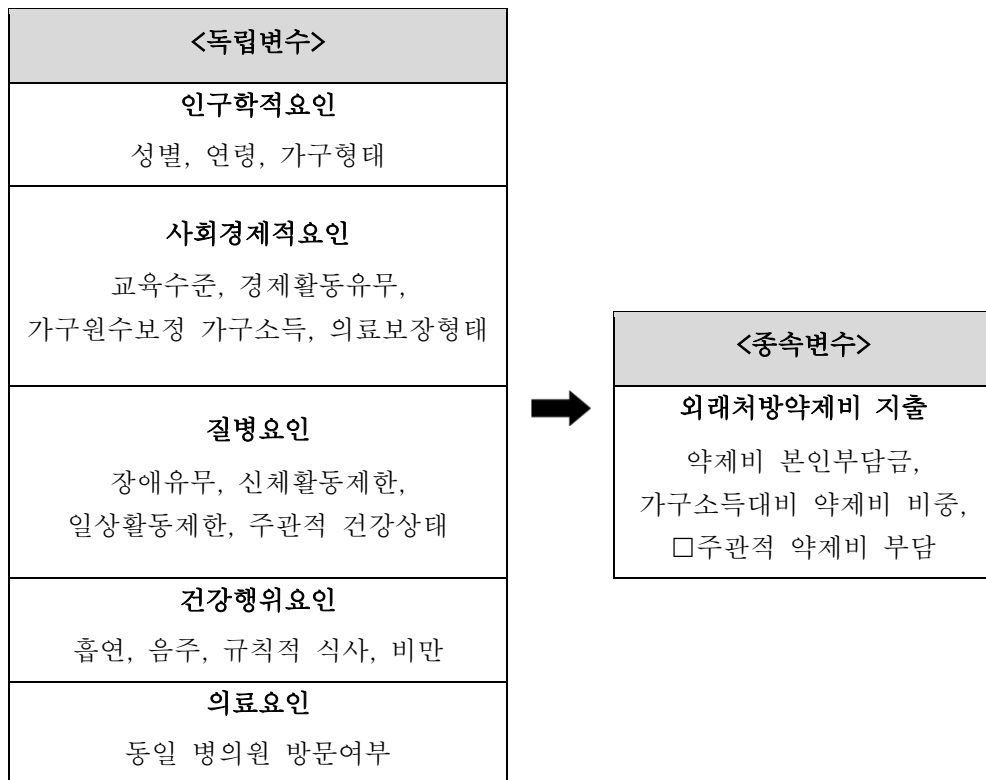 <독립변수>
인구학적요인
성별, 연령, 가구형태
사회경제적요인
교육수준, 경제활동유무,
가구원수보정 가구소득, 의료보장형태
질병요인
장애유무, 신체활동제한,
일상활동제한, 주관적 건강상태
건강행위요인
흡연, 음주, 규칙적 식사, 비만
의료요인
동일 병의원 방문여부
<종속변수>
외래처방약제비 지출
약제비 본인부담금,
가구소득대비 약제비 비중,
□주관적 약제비 부담